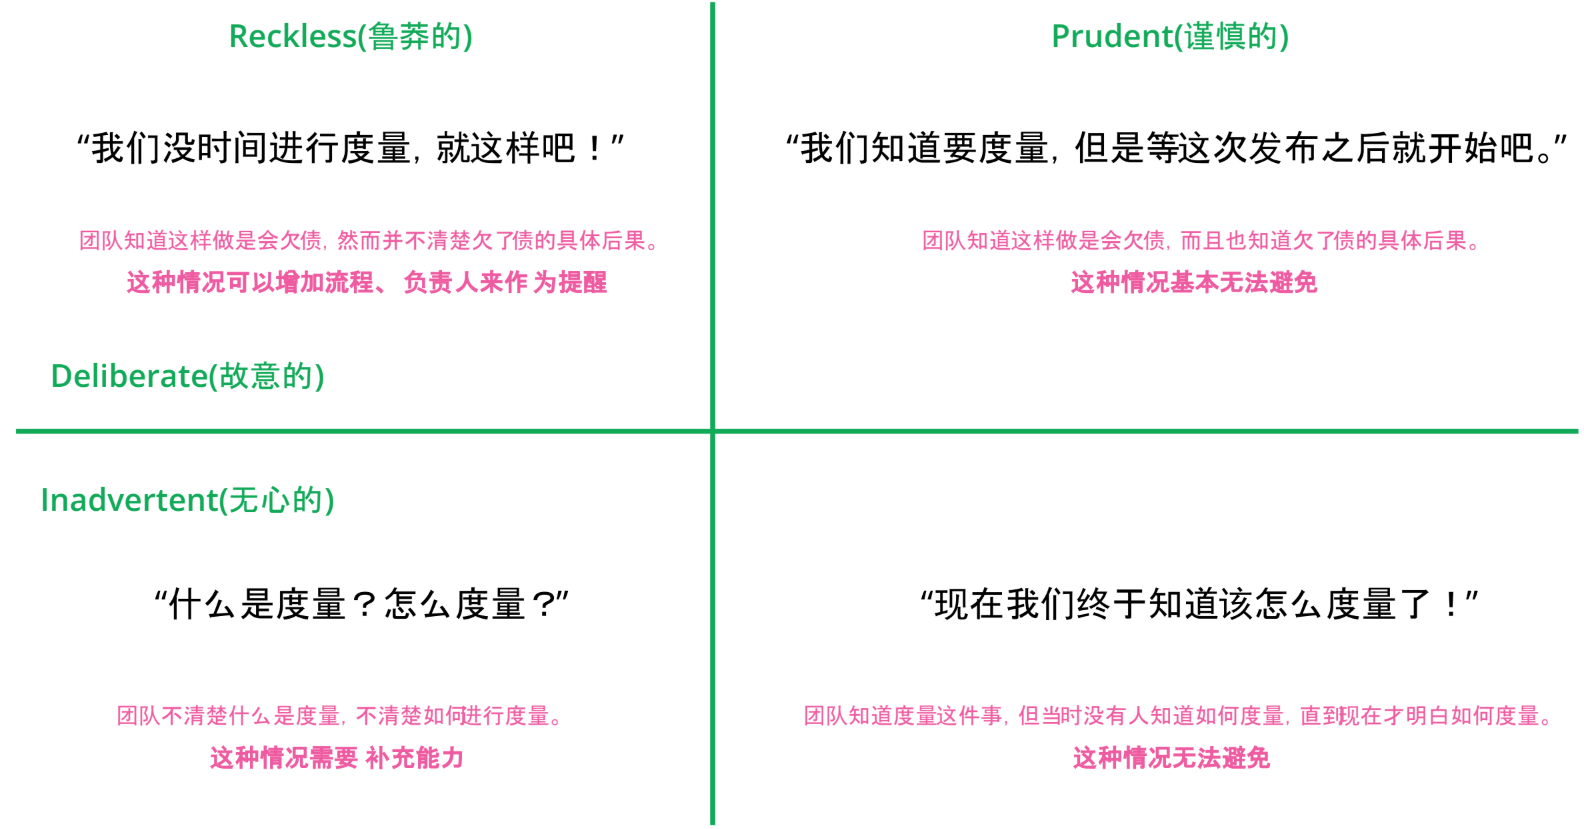 Reckless(鲁莽的)
Prudent(谨慎的)
“我们没时间进行度量，就这样吧！”
“我们知道要度量，但是等这次发布之后就开始吧。”
团队知道这样做是会欠债，然而并不清楚欠了债的具体后果。
这种情况可以增加流程、负责人来作为提醒
团队知道这样做是会欠债，而且也知道欠了债的具体后果。
这种情况基本无法避免
Deliberate(故意的)
Inadvertent(无心的)
“什么是度量？怎么度量？”
“现在我们终于知道该怎么度量了！”
团队不清楚什么是度量，不清楚如何进行度量。
这种情况需要补充能力
团队知道度量这件事，但当时没有人知道如何度量，直到现在才明白如何度量。
这种情况无法避免